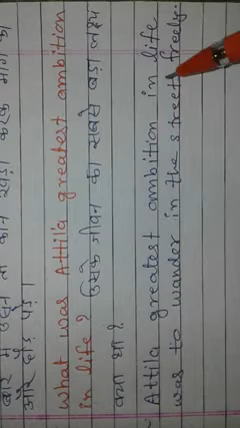 और दौड़ पड़ा।
What was Attila greatest ambition
in life? उसके जीवन का सबसे बड़ा लक्ष्य
क्या था?
Attila greatest ambition in life
was to wander in the street freely.